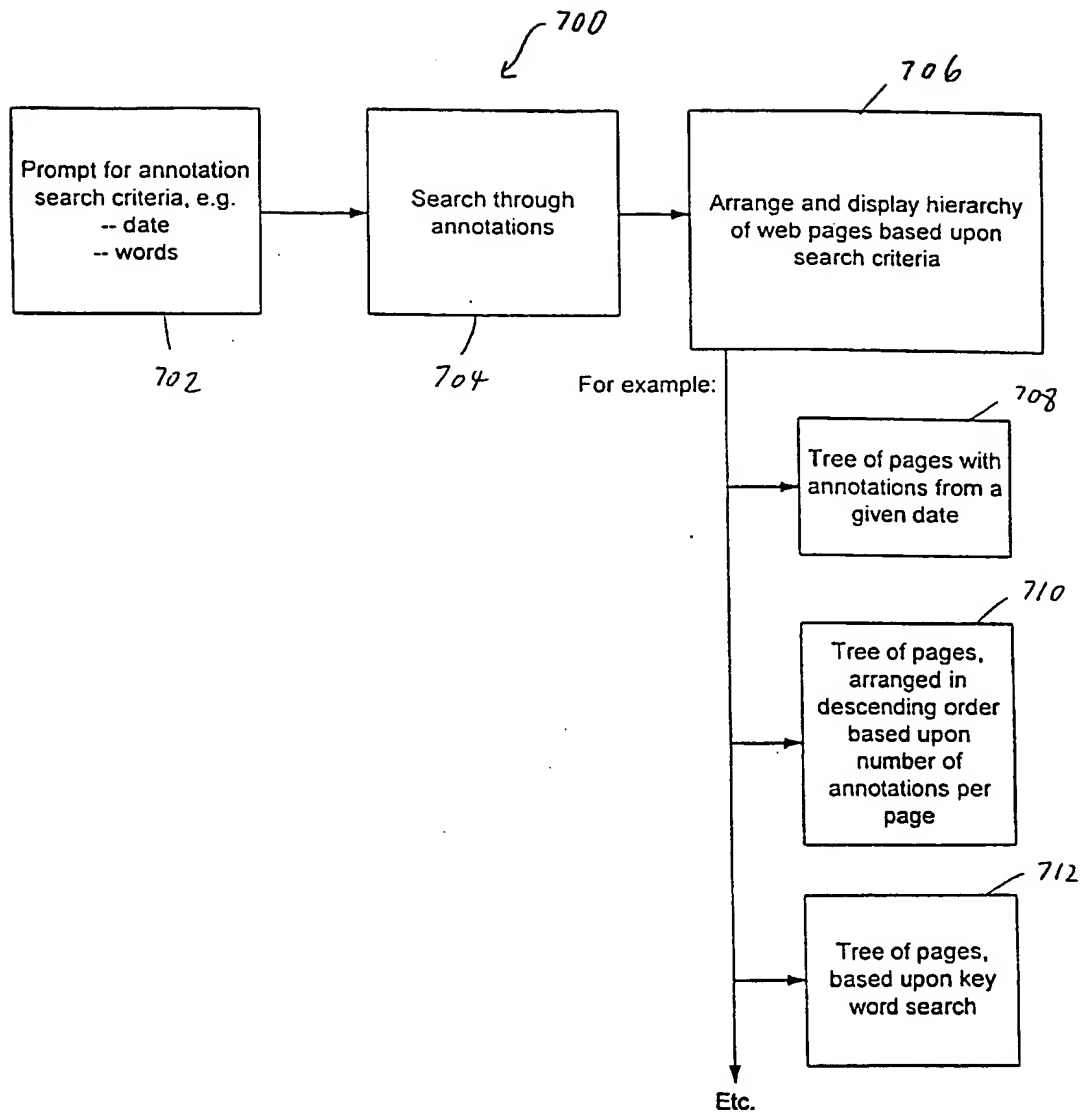 700
706
Prompt for annotation
search criteria, e.g.
-- date
-- words
Search through
annotations
Arrange and display hierarchy
of web pages based upon
search criteria
702
704
For example:
708
Tree of pages with
annotations from a
given date
710
Tree of pages,
arranged in
descending order
based upon
number of
annotations per
page
712
Tree of pages,
based upon key
word search
Etc.